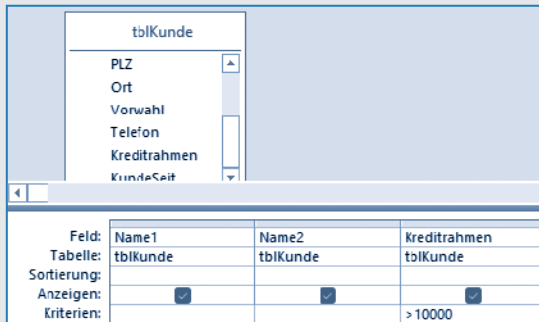 tblKunde
PLZ
Ort
Vorwahl
Telefon
Kreditrahmen
KundeSeit
Feld: Name1 Name2 Kreditrahmen
Tabelle: tblKunde tblKunde tblKunde
Sortierung:
Anzeigen:
Kriterien: >10000